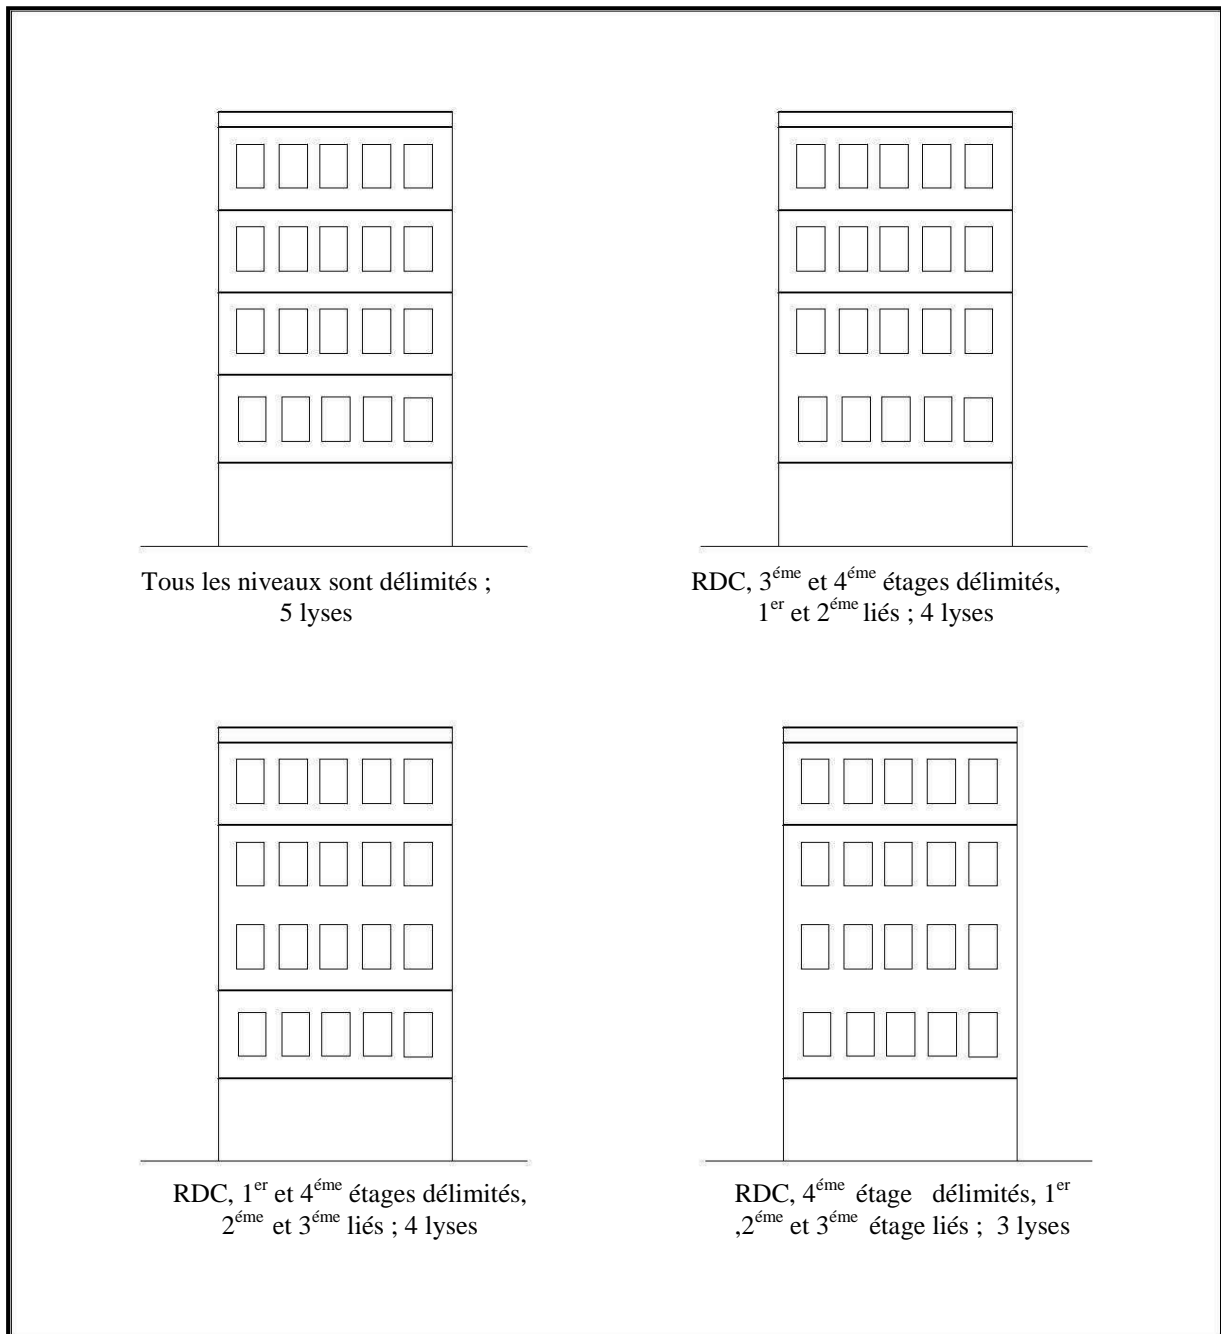 Tous les niveaux sont délimités ;
5 lyses
RDC, 3éme et 4éme étages délimités,
1er et 2éme liés ; 4 lyses
RDC, 1er et 4éme étages délimités,
2éme et 3éme liés ; 4 lyses
RDC, 4éme étage délimités, 1er
,2éme et 3éme étage liés ; 3 lyses